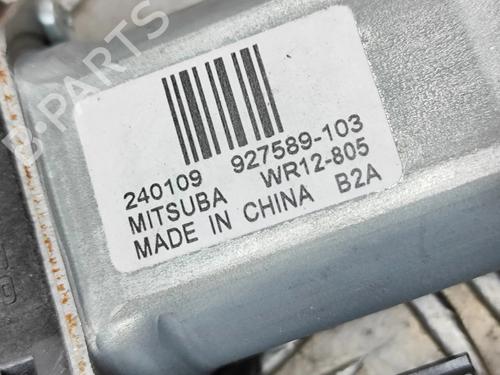 B-PARTS
240109 927589-103
MITSUBA WR12-805
MADE IN CHINA B2A